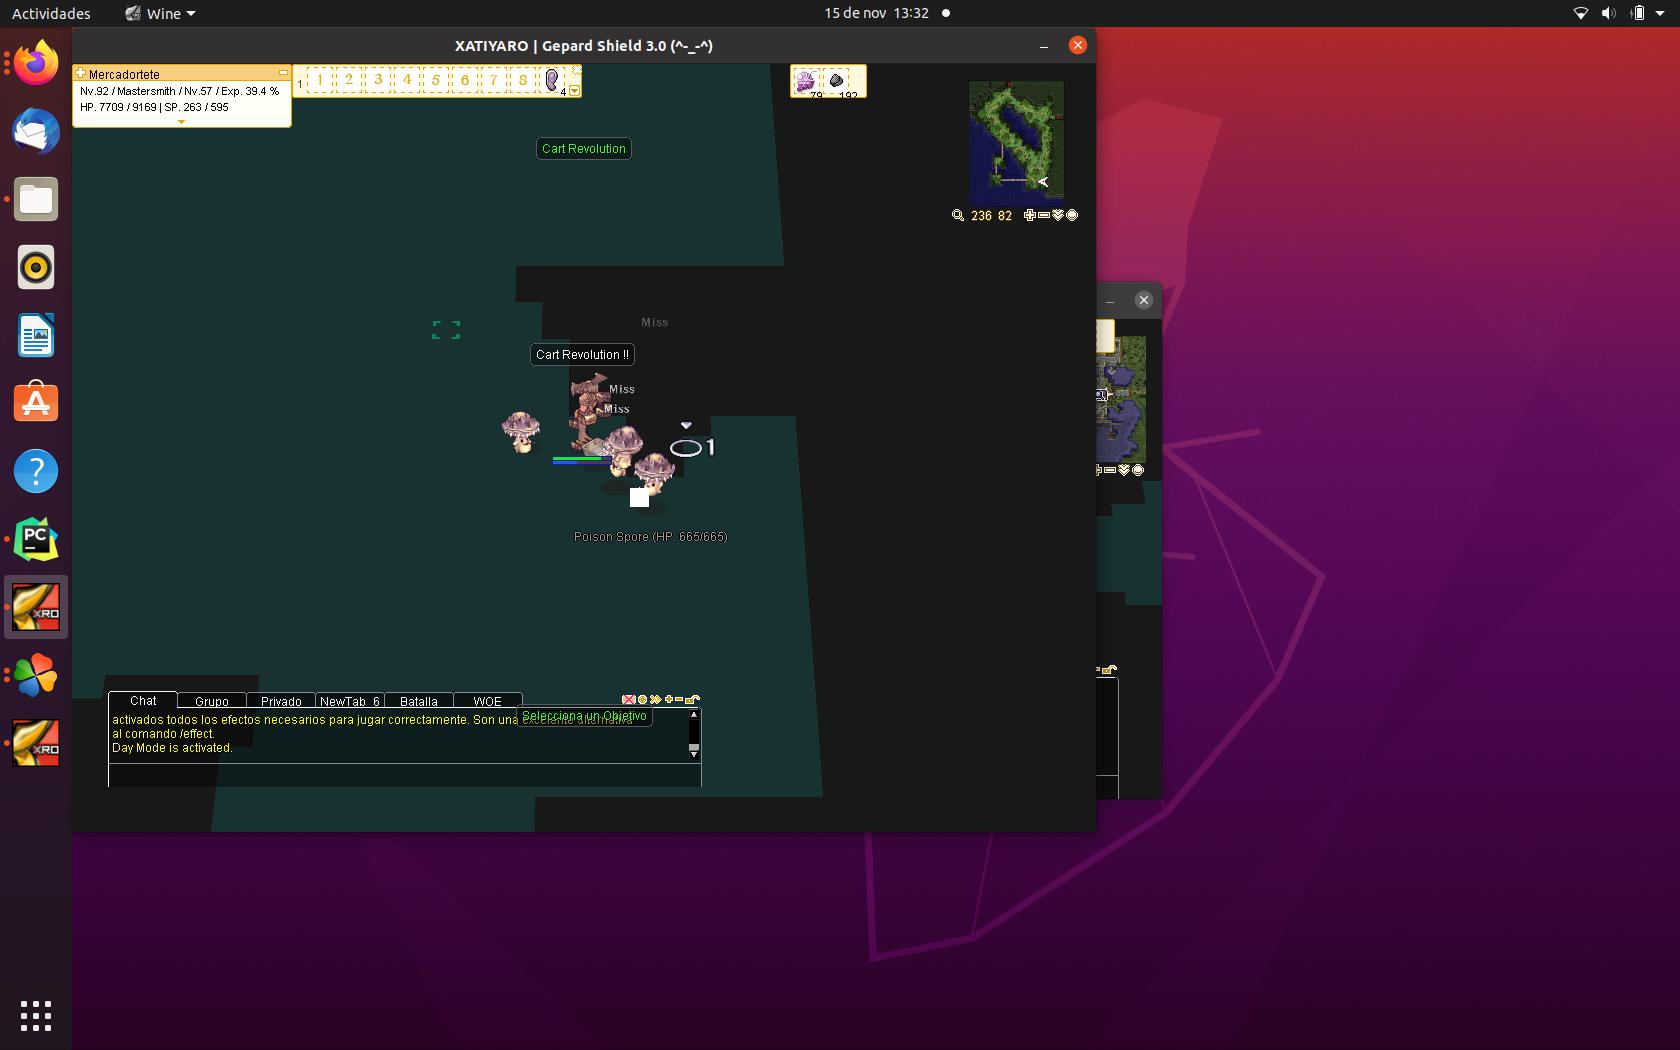 Actividades
Wine
15 de nov 13:32
XATIYARO | Gepard Shield 3.0 (^-_-^)
Mercadortete
Nv.92 / Mastersmith / Nv.57 / Exp. 39.4 %
HP. 7709 / 9169 | SP. 263 / 595
1 1 2 3 4 5 6 7 8 4
79 192
236 82
Cart Revolution
Miss
Cart Revolution !!
Miss
Miss
1
Poison Spore (HP: 665/665)
Chat Grupo Privado NewTab_6 Batalla WOE
Selecciona un Objetivo
activados todos los efectos necesarios para jugar correctamente. Son una excelente alternativa
al comando /effect.
Day Mode is activated.
PC
XRO
XRO